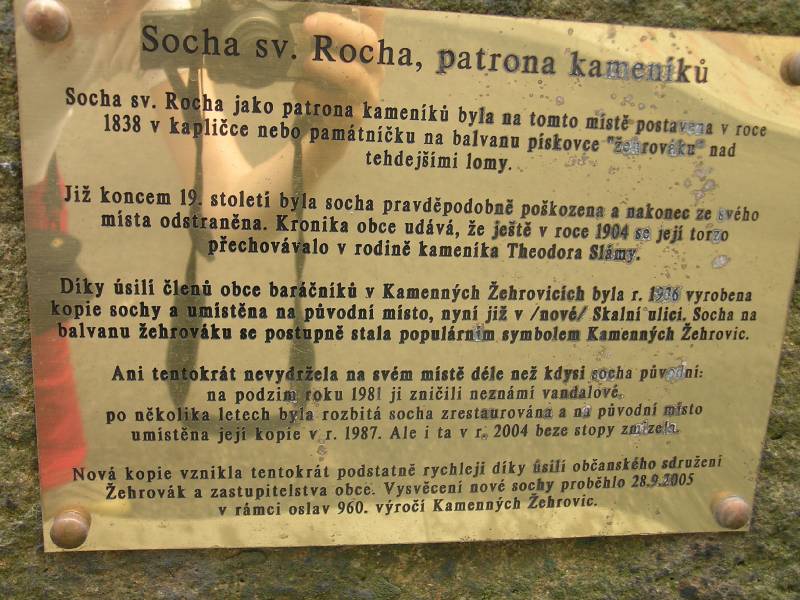 Socha sv. Rocha, patrona kameníků
Socha sv. Rocha jako patrona kameníků byla na tomto místě postavena v roce
1838 v kapličce nebo památníčku na balvanu pískovce "žehrováku" nad
tehdejšími lomy.
Již koncem 19. století byla socha pravděpodobně poškozena a nakonec ze svého
místa odstraněna. Kronika obce udává, že ještě v roce 1904 se její torzo
přechovávalo v rodině kameníka Theodora Slámy.
Díky úsilí členů obce baráčníků v Kamenných Žehrovicích byla r. 1936 vyrobena
kopie sochy a umístěna na původní místo, nyní již v /nové/ Skalní ulici. Socha na
balvanu žehrováku se postupně stala populárním symbolem Kamenných Žehrovic.
Ani tentokrát nevydržela na svém místě déle než kdysi socha původní:
na podzim roku 1981 ji zničili neznámí vandalové.
po několika letech byla rozbitá socha zrestaurována a na původní místo
umístěna její kopie v r. 1987. Ale i ta v r. 2004 beze stopy zmizela.
Nová kopie vznikla tentokrát podstatně rychleji díky úsilí občanského sdružení
Žehrovák a zastupitelstva obce. Vysvěcení nové sochy proběhlo 28.9.2005
v rámci oslav 960. výročí Kamenných Žehrovic.